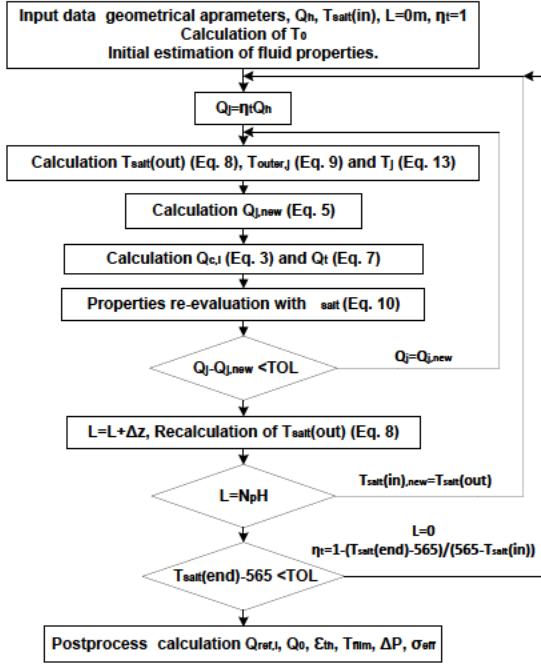 Input data geometrical aprameters, Qh, Tsalt(in), L=0m, ηt=1
Calculation of T0
Initial estimation of fluid properties.
Qj=ηtQh
Calculation Tsalt(out) (Eq. 8), Touter,j (Eq. 9) and Tj (Eq. 13)
Calculation Qj,new (Eq. 5)
Calculation Qc,l (Eq. 3) and Qt (Eq. 7)
Properties re-evaluation with salt (Eq. 10)
Qj-Qj,new <TOL
Qj=Qj,new
L=L+Δz, Recalculation of Tsalt(out) (Eq. 8)
L=NpH
Tsalt(in),new=Tsalt(out)
L=0
ηt=1-(Tsalt(end)-565)/(565-Tsalt(in))
Tsalt(end)-565 <TOL
Postprocess calculation Qref,l, Q0, εth, Tfilm, ΔP, σeff